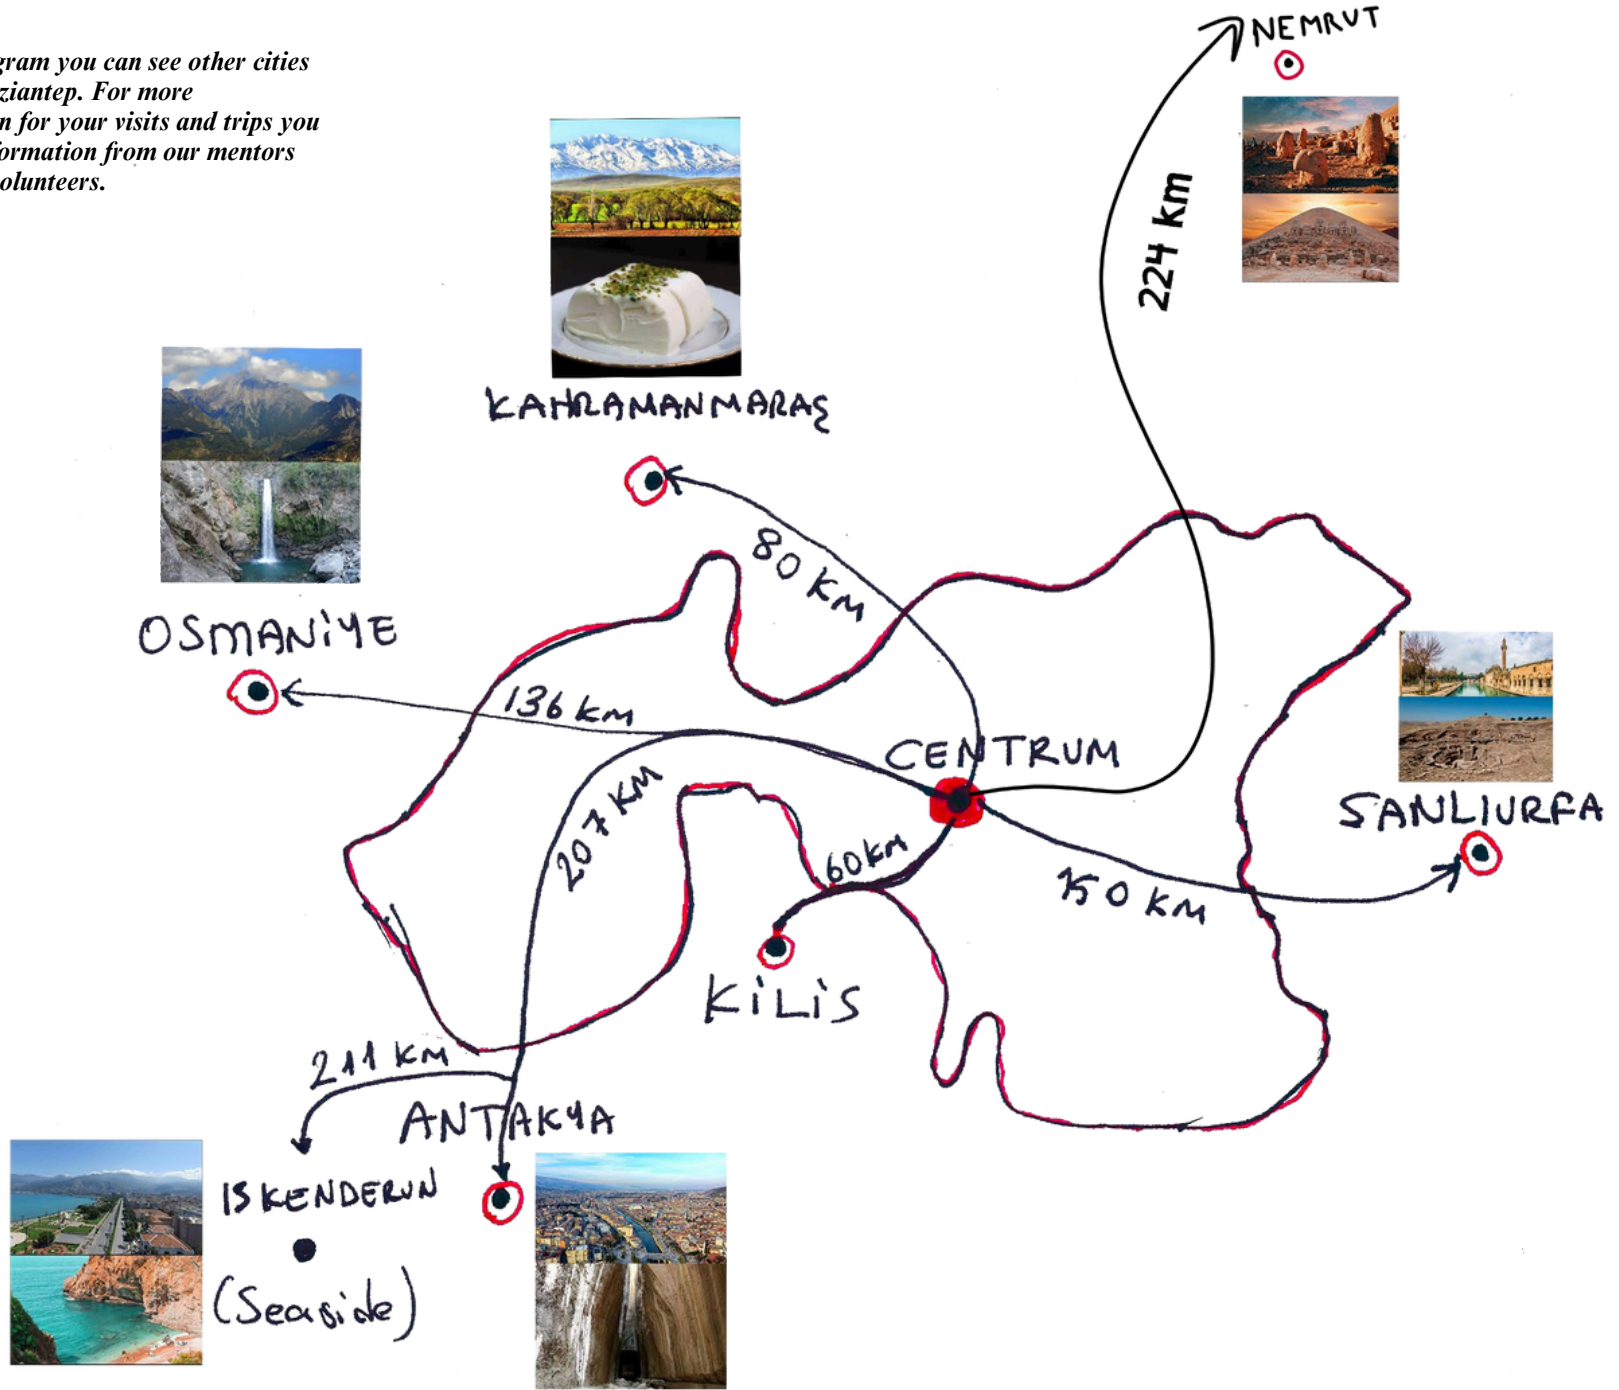 gram you can see other cities
ziantep. For more
n for your visits and trips you
formation from our mentors
olunteers.
NEMRUT
224 km
KAHRAMANMARAŞ
80 KM
OSMANİYE
136 KM
CENTRUM
207 KM
60 KM
SANLIURFA
150 KM
KİLİS
211 KM
ANTAKYA
ISKENDERUN
(Seaside)